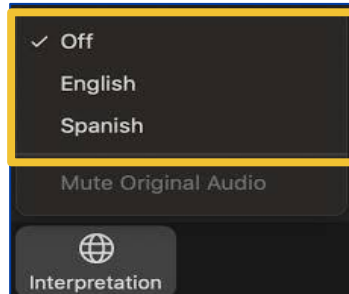 Off
English
Spanish
Mute Original Audio
Interpretation